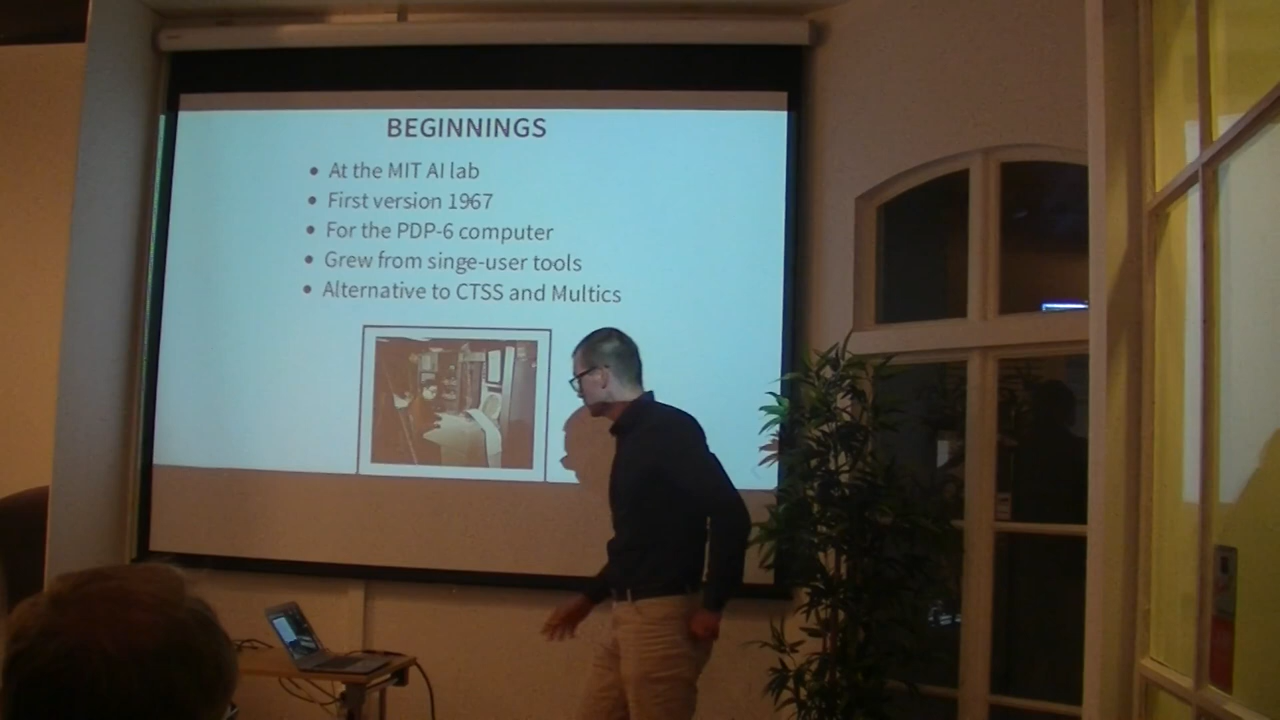 BEGINNINGS
• At the MIT AI lab
• First version 1967
• For the PDP-6 computer
• Grew from singe-user tools
• Alternative to CTSS and Multics